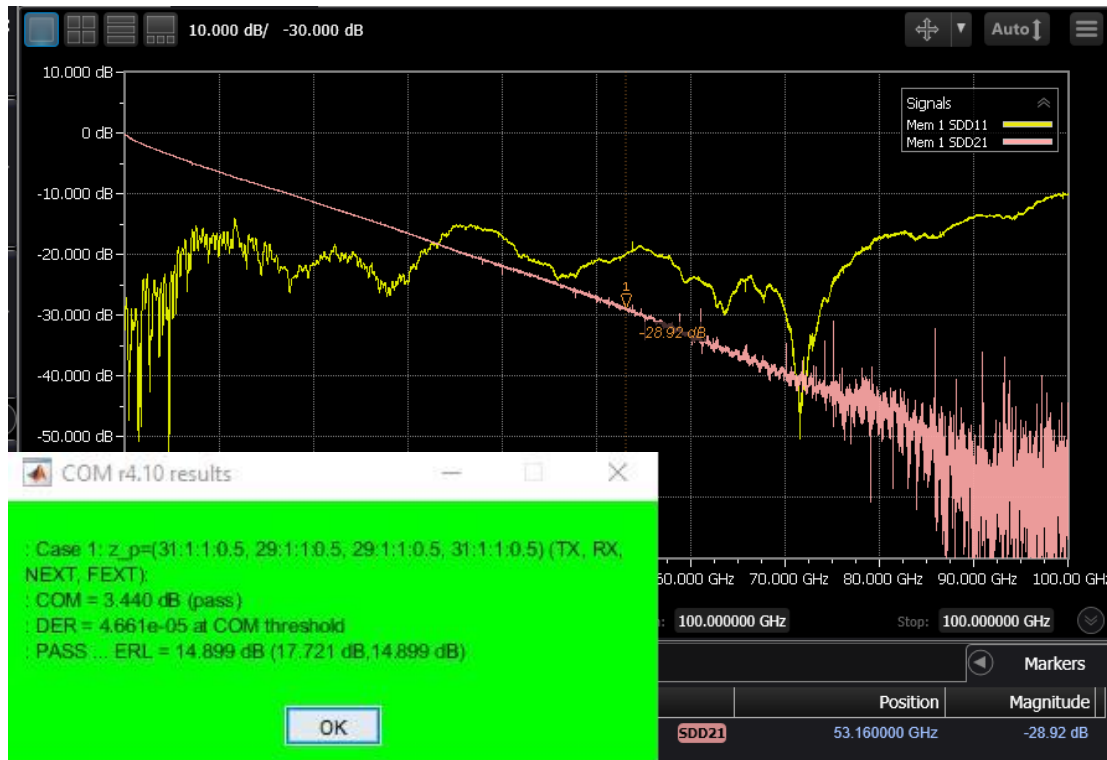 10.000 dB/ -30.000 dB
Auto
10.000 dB
0 dB
-10.000 dB
-20.000 dB
-30.000 dB
-40.000 dB
-50.000 dB
Signals
Mem 1 SDD11
Mem 1 SDD21
1
-28.92 dB
COM r4.10 results
: Case 1: z_p=(31:1:1:0.5, 29:1:1:0.5, 29:1:1:0.5, 31:1:1:0.5) (TX, RX,
NEXT, FEXT):
: COM = 3.440 dB (pass)
: DER = 4.661e-05 at COM threshold
: PASS ... ERL = 14.899 dB (17.721 dB,14.899 dB)
OK
60.000 GHz 70.000 GHz 80.000 GHz 90.000 GHz 100.00 GHz
100.000000 GHz Stop: 100.000000 GHz
Markers
Position Magnitude
SDD21 53.160000 GHz -28.92 dB